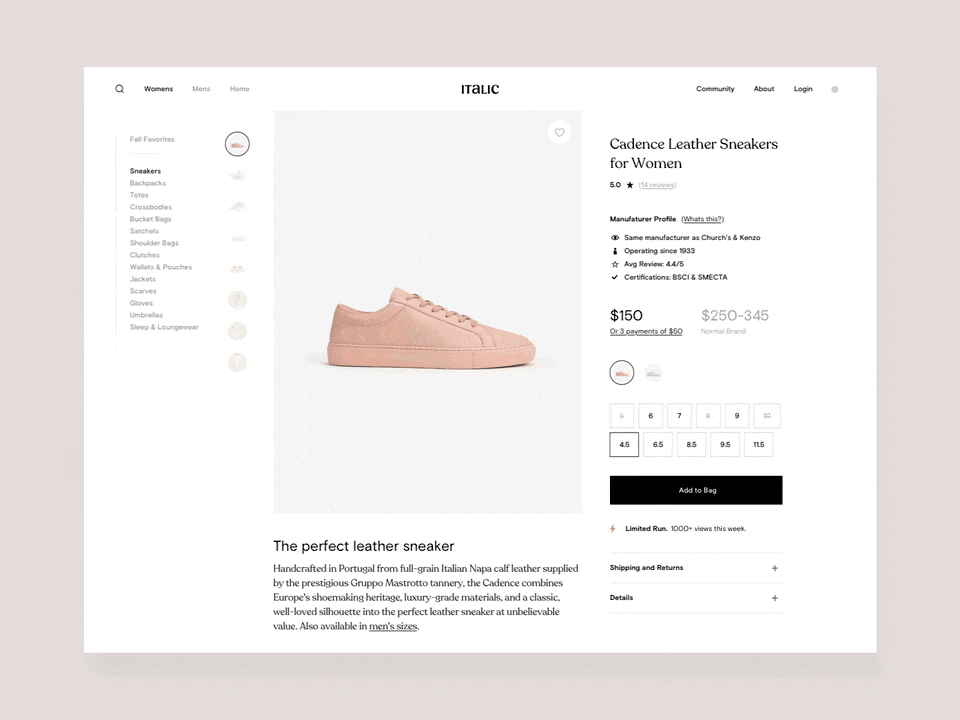 Womens
Mens
Home
ITALIC
Community
About
Login
Fall Favorites
Sneakers
Backpacks
Totes
Crossbodies
Bucket Bags
Satchels
Shoulder Bags
Clutches
Wallets & Pouches
Jackets
Scarves
Gloves
Umbrellas
Sleep & Loungewear
The perfect leather sneaker
Handcrafted in Portugal from full-grain Italian Napa calf leather supplied
by the prestigious Gruppo Mastrotto tannery, the Cadence combines
Europe's shoemaking heritage, luxury-grade materials, and a classic,
well-loved silhouette into the perfect leather sneaker at unbelievable
value. Also available in men's sizes.
Cadence Leather Sneakers
for Women
5.0 ★ (14 reviews)
Manufaturer Profile (Whats this?)
Same manufacturer as Church's & Kenzo
Operating since 1933
Avg Review: 4.4/5
Certifications: BSCI & SMECTA
$150 $250-345
Or 3 payments of $50 Normal Brand
5 6 7 8 9 10
4.5 6.5 8.5 9.5 11.5
Add to Bag
Limited Run. 1000+ views this week.
Shipping and Returns +
Details +